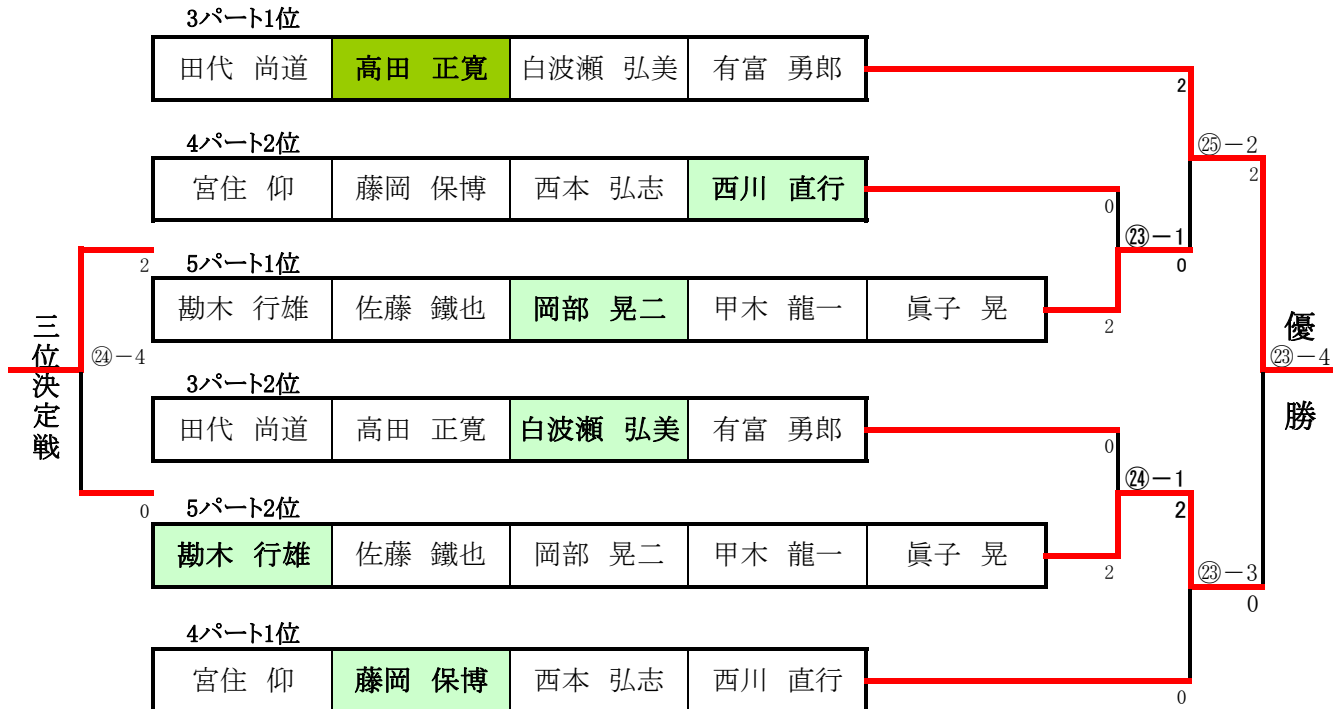 3パート1位
田代 尚道 高田 正寛 白波瀬 弘美 有富 勇郎
2
4パート2位
㉕－2
2
宮住 仰 藤岡 保博 西本 弘志 西川 直行
0
㉓－1
0
5パート1位
2
勘木 行雄 佐藤 鐵也 岡部 晃二 甲木 龍一 眞子 晃
2
三位決定戦
㉔－4
優勝
㉓－4
3パート2位
田代 尚道 高田 正寛 白波瀬 弘美 有富 勇郎
0
㉔－1
2
5パート2位
0
勘木 行雄 佐藤 鐵也 岡部 晃二 甲木 龍一 眞子 晃
2
㉓－3
0
4パート1位
宮住 仰 藤岡 保博 西本 弘志 西川 直行
0